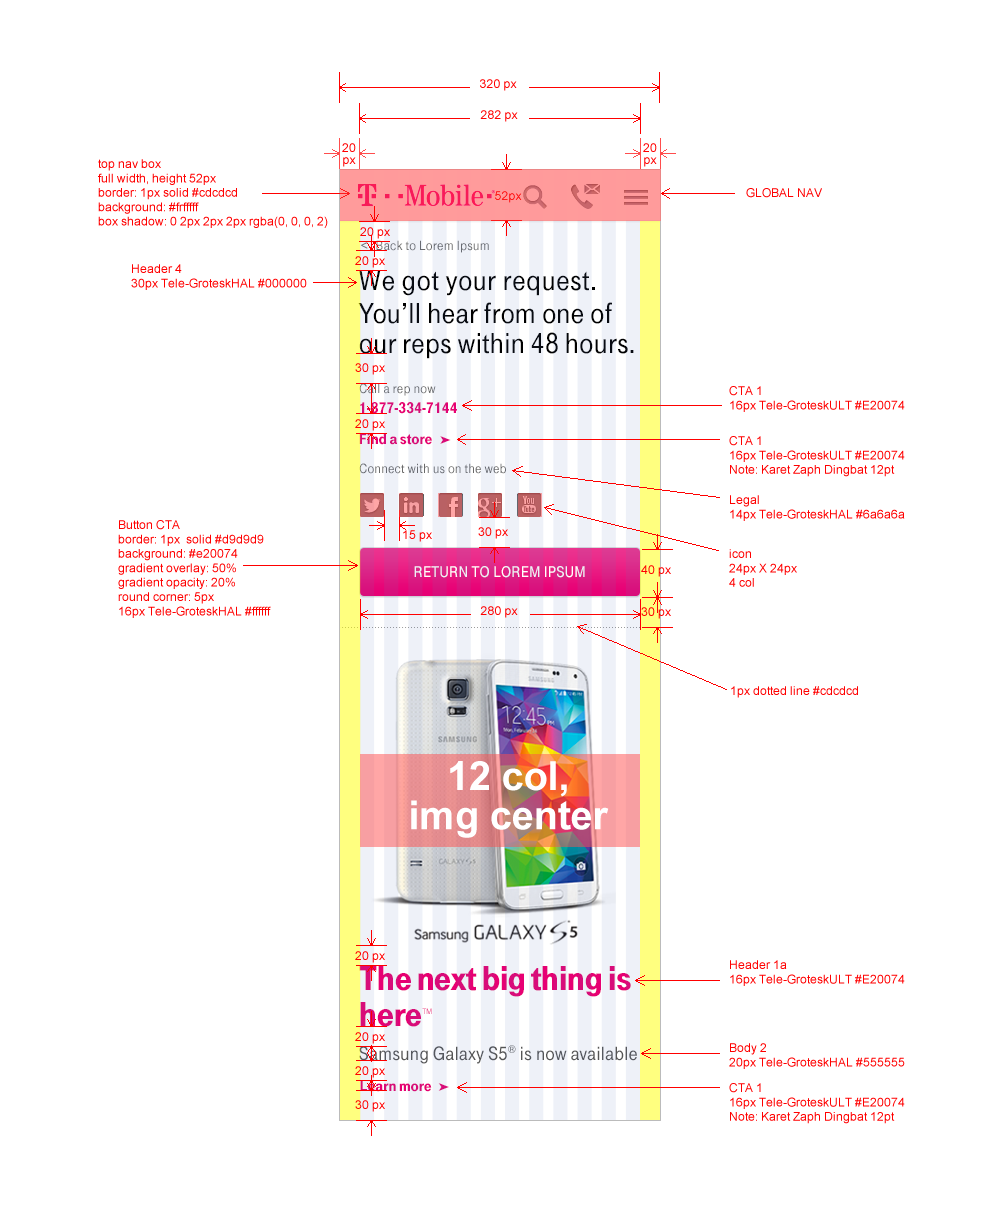 320 px
282 px
20
px
20
px
top nav box
full width, height 52px
border: 1px solid #cdcdcd
background: #frffff
box shadow: 0 2px 2px 2px rgba(0, 0, 0, 2)
T··Mobile·®
52px
GLOBAL NAV
20 px
< Back to Lorem Ipsum
20 px
Header 4
30px Tele-GroteskHAL #000000
We got your request.
You'll hear from one of
our reps within 48 hours.
30 px
Call a rep now
1-877-334-7144
CTA 1
16px Tele-GroteskULT #E20074
20 px
Find a store ➤
CTA 1
16px Tele-GroteskULT #E20074
Note: Karet Zaph Dingbat 12pt
Connect with us on the web
Legal
14px Tele-GroteskHAL #6a6a6a
in
f
g+
You
Tube
15 px
30 px
icon
24px X 24px
4 col
Button CTA
border: 1px solid #d9d9d9
background: #e20074
gradient overlay: 50%
gradient opacity: 20%
round corner: 5px
16px Tele-GroteskHAL #ffffff
RETURN TO LOREM IPSUM
40 px
280 px
30 px
1px dotted line #cdcdcd
SAMSUNG
12:45
SAMSUNG
12 col,
img center
GALAXY S5
Samsung GALAXY S5
20 px
The next big thing is
here™
Header 1a
16px Tele-GroteskULT #E20074
20 px
Samsung Galaxy S5® is now available
Body 2
20px Tele-GroteskHAL #555555
20 px
Learn more ➤
CTA 1
16px Tele-GroteskULT #E20074
Note: Karet Zaph Dingbat 12pt
30 px